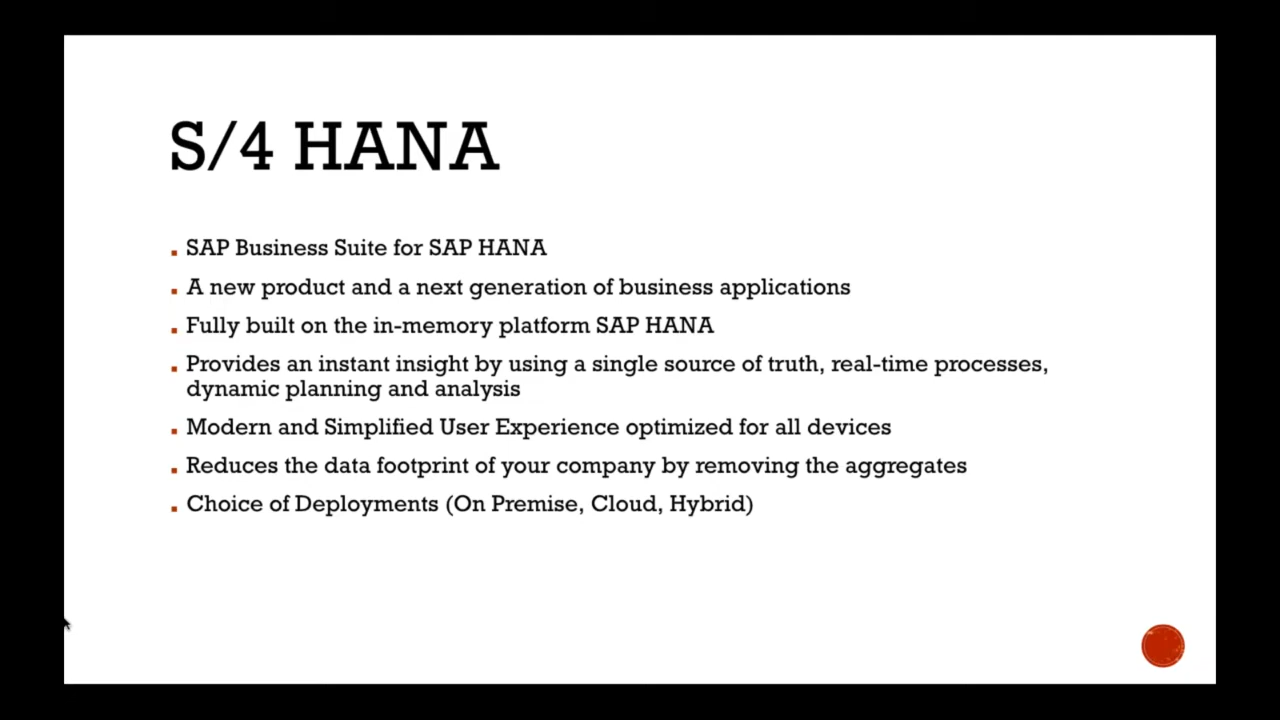 S/4 HANA
SAP Business Suite for SAP HANA
A new product and a next generation of business applications
Fully built on the in-memory platform SAP HANA
Provides an instant insight by using a single source of truth, real-time processes,
dynamic planning and analysis
Modern and Simplified User Experience optimized for all devices
Reduces the data footprint of your company by removing the aggregates
Choice of Deployments (On Premise, Cloud, Hybrid)